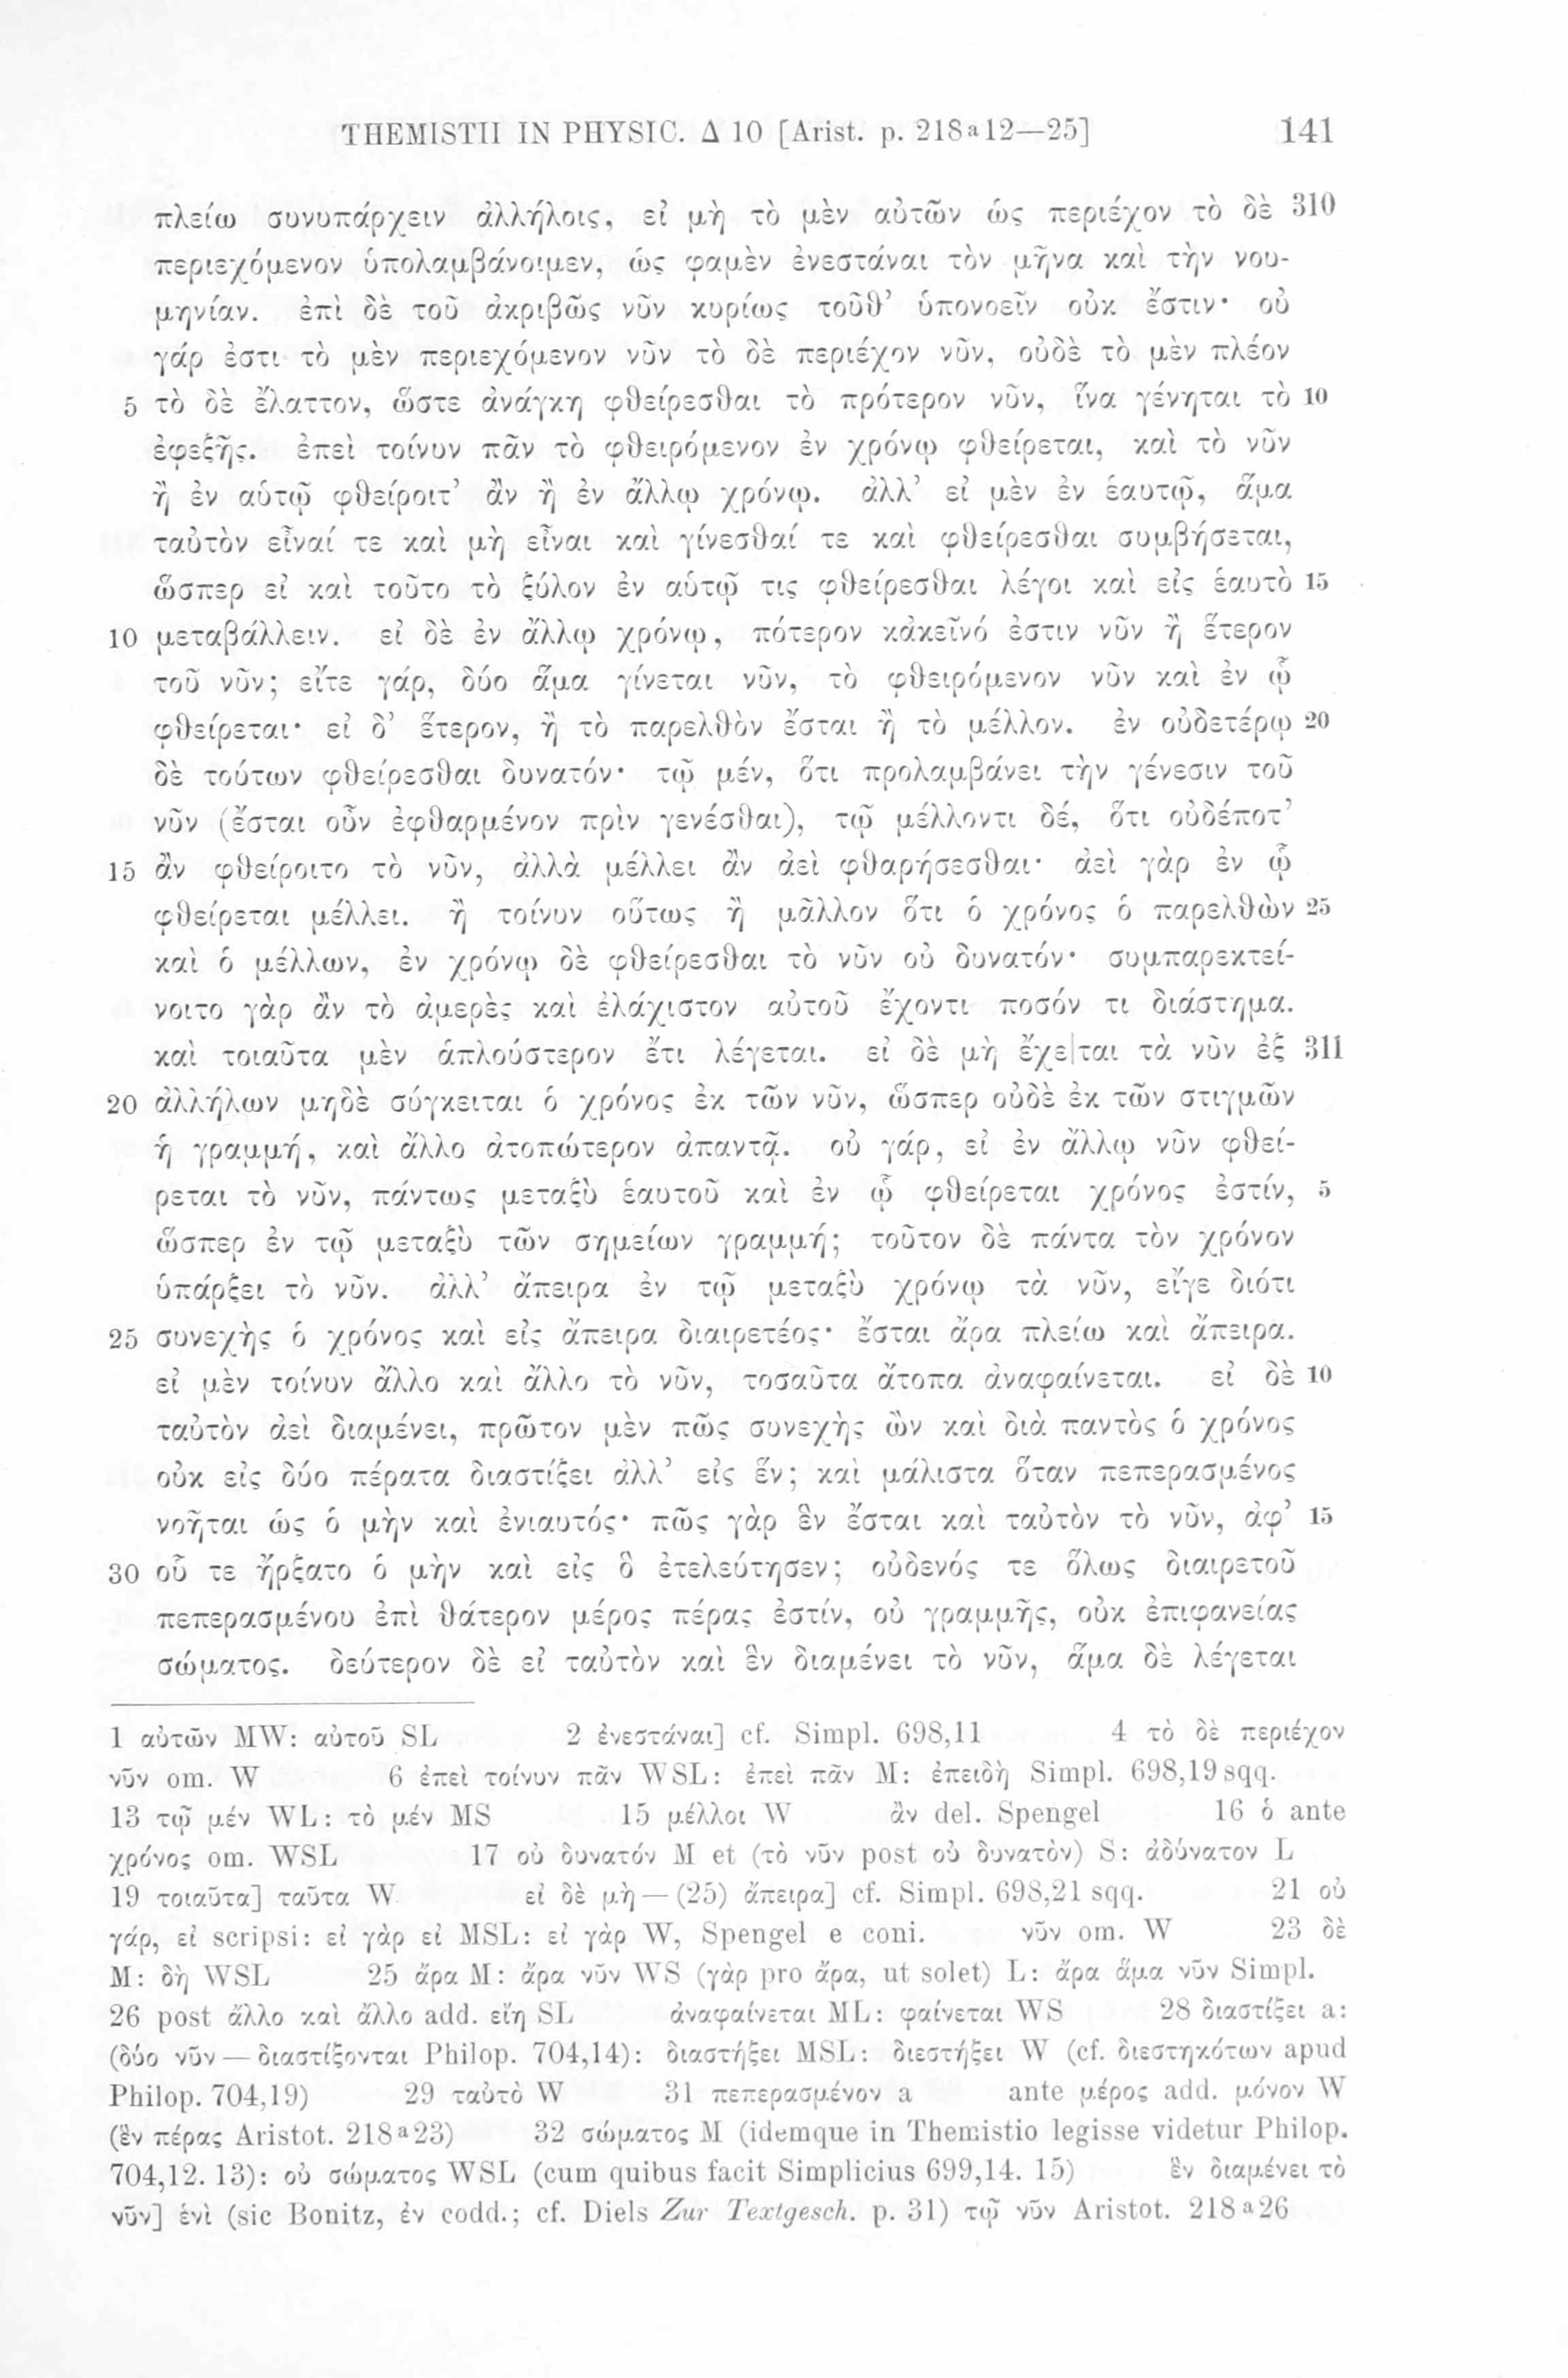 THEMISTII IN PHYSIC. Δ 10 [Arist. p. 218 a 12—25] 141
πλείω συνυπάρχειν ἀλλήλοις, εἰ μὴ τὸ μὲν αὐτῶν ὡς περιέχον τὸ δὲ 310
περιεχόμενον ὑπολαμβάνοιμεν, ὡς φαμὲν ἐνεστάναι τὸν μῆνα καὶ τὴν νου-
μηνίαν. ἐπὶ δὲ τοῦ ἀκριβῶς νῦν κυρίως τοῦθ’ ὑπονοεῖν οὐκ ἔστιν· οὐ
γάρ ἐστι τὸ μὲν περιεχόμενον νῦν τὸ δὲ περιέχον νῦν, οὐδὲ τὸ μὲν πλέον
5 τὸ δὲ ἔλαττον, ὥστε ἀνάγκη φθείρεσθαι τὸ πρότερον νῦν, ἵνα γένηται τὸ 10
ἐφεξῆς. ἐπεὶ τοίνυν πᾶν τὸ φθειρόμενον ἐν χρόνῳ φθείρεται, καὶ τὸ νῦν
ἢ ἐν αὑτῷ φθείροιτ’ ἂν ἢ ἐν ἄλλῳ χρόνῳ. ἀλλ’ εἰ μὲν ἐν ἑαυτῷ, ἅμα
ταὐτὸν εἶναί τε καὶ μὴ εἶναι καὶ γίνεσθαί τε καὶ φθείρεσθαι συμβήσεται,
ὥσπερ εἰ καὶ τοῦτο τὸ ξύλον ἐν αὑτῷ τις φθείρεσθαι λέγοι καὶ εἰς ἑαυτὸ 15
10 μεταβάλλειν. εἰ δὲ ἐν ἄλλῳ χρόνῳ, πότερον κἀκεῖνό ἐστιν νῦν ἢ ἕτερον
τοῦ νῦν; εἴτε γάρ, δύο ἅμα γίνεται νῦν, τὸ φθειρόμενον νῦν καὶ ἐν ᾧ
φθείρεται· εἰ δ’ ἕτερον, ἢ τὸ παρελθὸν ἔσται ἢ τὸ μέλλον. ἐν οὐδετέρῳ 20
δὲ τούτων φθείρεσθαι δυνατόν· τῷ μέν, ὅτι προλαμβάνει τὴν γένεσιν τοῦ
νῦν (ἔσται οὖν ἐφθαρμένον πρὶν γενέσθαι), τῷ μέλλοντι δέ, ὅτι οὐδέποτ’
15 ἂν φθείροιτο τὸ νῦν, ἀλλὰ μέλλει ἂν ἀεὶ φθαρήσεσθαι· ἀεὶ γὰρ ἐν ᾧ
φθείρεται μέλλει. ἢ τοίνυν οὕτως ἢ μᾶλλον ὅτι ὁ χρόνος ὁ παρελθὼν 25
καὶ ὁ μέλλων, ἐν χρόνῳ δὲ φθείρεσθαι τὸ νῦν οὐ δυνατόν· συμπαρεκτεί-
νοιτο γὰρ ἂν τὸ ἀμερὲς καὶ ἐλάχιστον αὐτοῦ ἔχοντι ποσόν τι διάστημα.
καὶ τοιαῦτα μὲν ἁπλούστερον ἔτι λέγεται. εἰ δὲ μὴ ἔχε|ται τὰ νῦν ἐξ 311
20 ἀλλήλων μηδὲ σύγκειται ὁ χρόνος ἐκ τῶν νῦν, ὥσπερ οὐδὲ ἐκ τῶν στιγμῶν
ἡ γραμμή, καὶ ἄλλο ἀτοπώτερον ἀπαντᾷ. οὐ γάρ, εἰ ἐν ἄλλῳ νῦν φθεί-
ρεται τὸ νῦν, πάντως μεταξὺ ἑαυτοῦ καὶ ἐν ᾧ φθείρεται χρόνος ἐστίν, 5
ὥσπερ ἐν τῷ μεταξὺ τῶν σημείων γραμμή; τοῦτον δὲ πάντα τὸν χρόνον
ὑπάρξει τὸ νῦν. ἀλλ’ ἄπειρα ἐν τῷ μεταξὺ χρόνῳ τὰ νῦν, εἴγε διότι
25 συνεχὴς ὁ χρόνος καὶ εἰς ἄπειρα διαιρετέος· ἔσται ἄρα πλείω καὶ ἄπειρα.
εἰ μὲν τοίνυν ἄλλο καὶ ἄλλο τὸ νῦν, τοσαῦτα ἄτοπα ἀναφαίνεται. εἰ δὲ 10
ταὐτὸν ἀεὶ διαμένει, πρῶτον μὲν πῶς συνεχὴς ὢν καὶ διὰ παντὸς ὁ χρόνος
οὐκ εἰς δύο πέρατα διαστίξει ἀλλ’ εἰς ἕν; καὶ μάλιστα ὅταν πεπερασμένος
νοῆται ὡς ὁ μὴν καὶ ἐνιαυτός· πῶς γὰρ ἓν ἔσται καὶ ταὐτὸν τὸ νῦν, ἀφ’ 15
30 οὗ τε ἤρξατο ὁ μὴν καὶ εἰς ὃ ἐτελεύτησεν; οὐδενός τε ὅλως διαιρετοῦ
πεπερασμένου ἐπὶ θάτερον μέρος πέρας ἐστίν, οὐ γραμμῆς, οὐκ ἐπιφανείας
σώματος. δεύτερον δὲ εἰ ταὐτὸν καὶ ἓν διαμένει τὸ νῦν, ἅμα δὲ λέγεται
1 αὐτῶν MW: αὐτοῦ SL 2 ἐνεστάναι] cf. Simpl. 698,11 4 τὸ δὲ περιέχον
νῦν om. W 6 ἐπεὶ τοίνυν πᾶν WSL: ἐπεὶ πᾶν M: ἐπειδὴ Simpl. 698,19 sqq.
13 τῷ μέν WL: τὸ μέν MS 15 μέλλοι W ἂν del. Spengel 16 ὁ ante
χρόνος om. WSL 17 οὐ δυνατόν M et (τὸ νῦν post οὐ δυνατὸν) S: ἀδύνατον L
19 τοιαῦτα] ταῦτα W εἰ δὲ μὴ — (25) ἄπειρα] cf. Simpl. 698,21 sqq. 21 οὐ
γάρ, εἰ scripsi: εἰ γὰρ εἰ MSL: εἰ γὰρ W, Spengel e coni. νῦν om. W 23 δὲ
M: δὴ WSL 25 ἄρα M: ἄρα νῦν WS (γὰρ pro ἄρα, ut solet) L: ἄρα ἅμα νῦν Simpl.
26 post ἄλλο καὶ ἄλλο add. εἴη SL ἀναφαίνεται ML: φαίνεται WS 28 διαστίξει a:
(δύο νῦν — διαστίξονται Philop. 704,14): διαστήξει MSL: διεστήξει W (cf. διεστηκότων apud
Philop. 704,19) 29 ταὐτὸ W 31 πεπερασμένον a ante μέρος add. μόνον W
(ἓν πέρας Aristot. 218 a 23) 32 σώματος M (idemque in Themistio legisse videtur Philop.
704,12. 13): οὐ σώματος WSL (cum quibus facit Simplicius 699,14. 15) ἓν διαμένει τὸ
νῦν] ἑνὶ (sic Bonitz, ἐν codd.; cf. Diels Zur Textgesch. p. 31) τῷ νῦν Aristot. 218 a 26